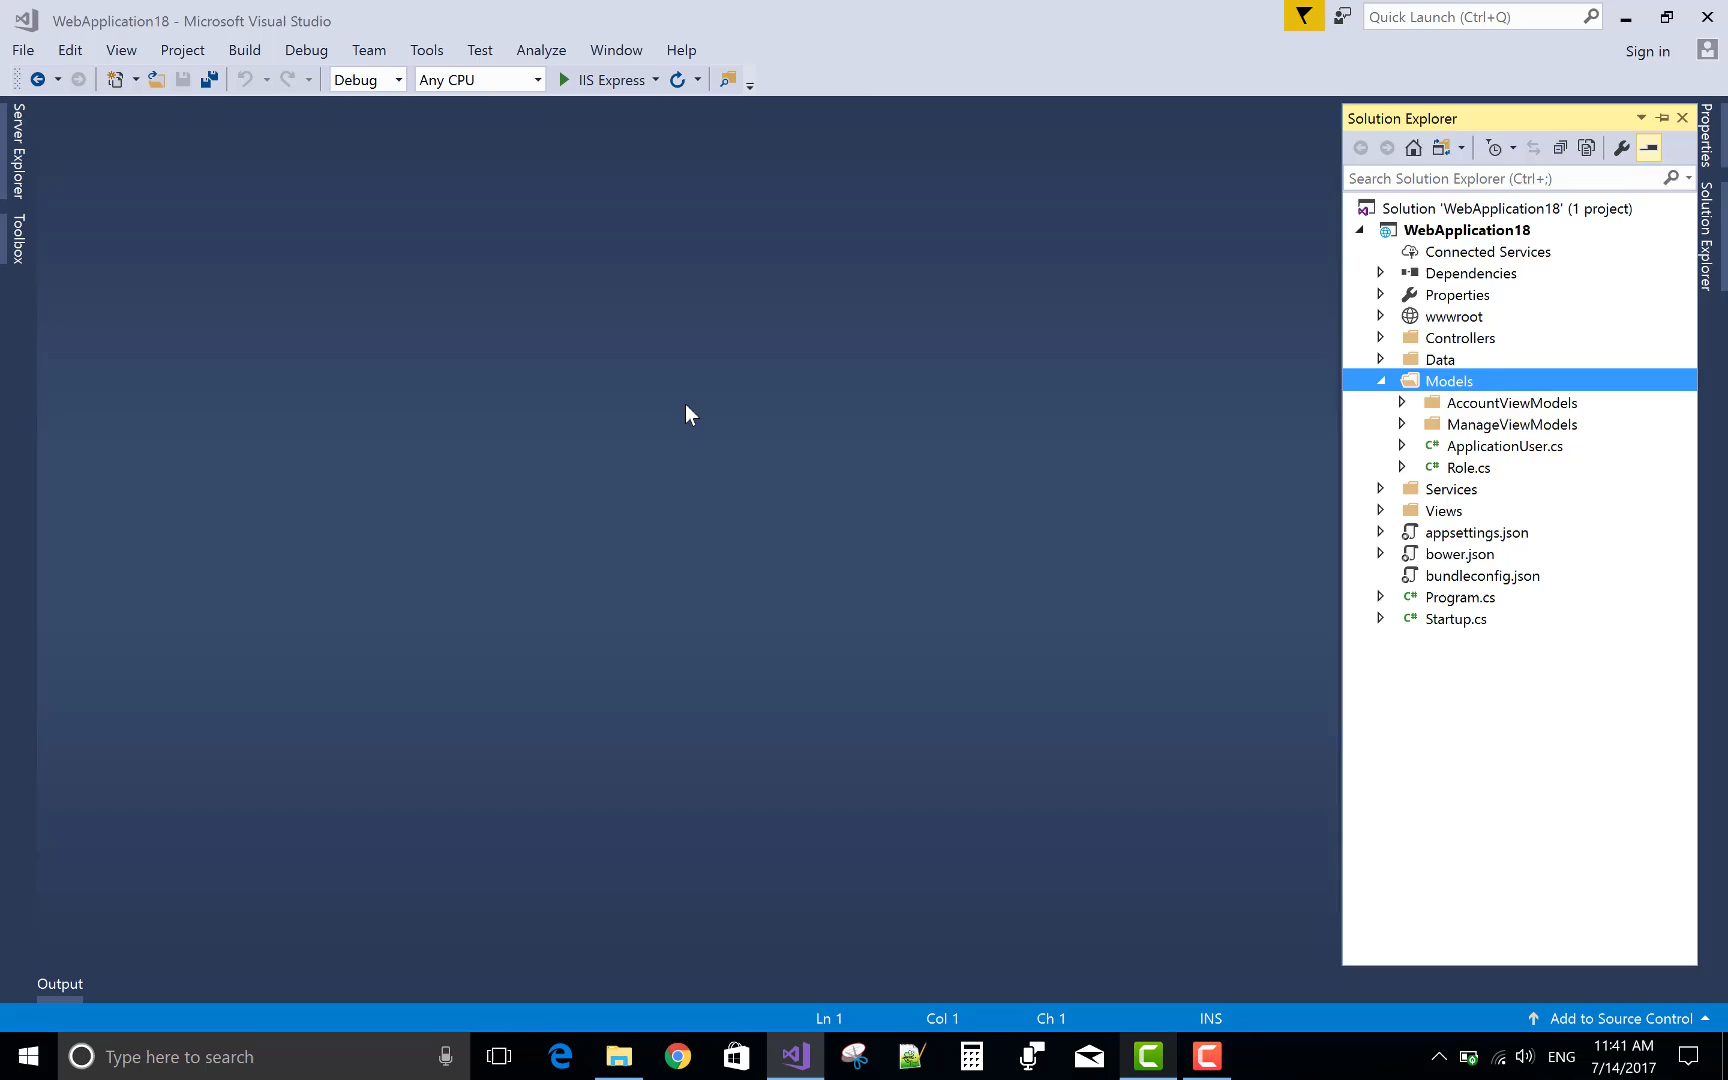 WebApplication18 - Microsoft Visual Studio
Quick Launch (Ctrl+Q)
File Edit View Project Build Debug Team Tools Test Analyze Window Help
Sign in
Debug Any CPU IIS Express
Server Explorer
Toolbox
Solution Explorer
Search Solution Explorer (Ctrl+;)
Solution 'WebApplication18' (1 project)
WebApplication18
Connected Services
Dependencies
Properties
wwwroot
Controllers
Data
Models
AccountViewModels
ManageViewModels
ApplicationUser.cs
Role.cs
Services
Views
appsettings.json
bower.json
bundleconfig.json
Program.cs
Startup.cs
Properties
Solution Explorer
Output
Ln 1 Col 1 Ch 1 INS Add to Source Control
Type here to search
ENG
11:41 AM
7/14/2017